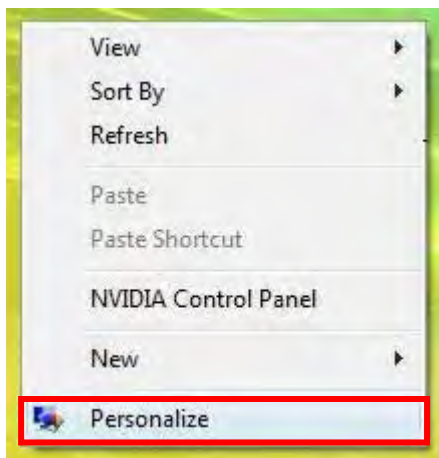 View
Sort By
Refresh
Paste
Paste Shortcut
NVIDIA Control Panel
New
Personalize